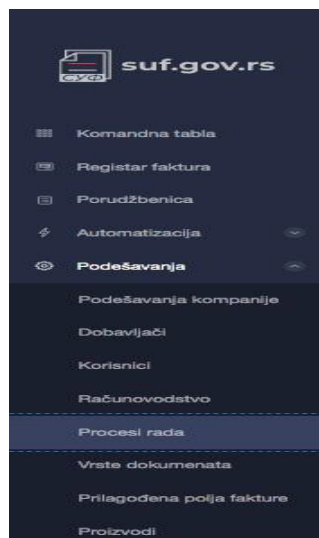 СУФ
suf.gov.rs
Komandna tabla
Registar faktura
Porudžbenica
Automatizacija
Podešavanja
Podešavanja kompanije
Dobavljači
Korisnici
Računovodstvo
Procesi rada
Vrste dokumenata
Prilagođena polja fakture
Proizvodi